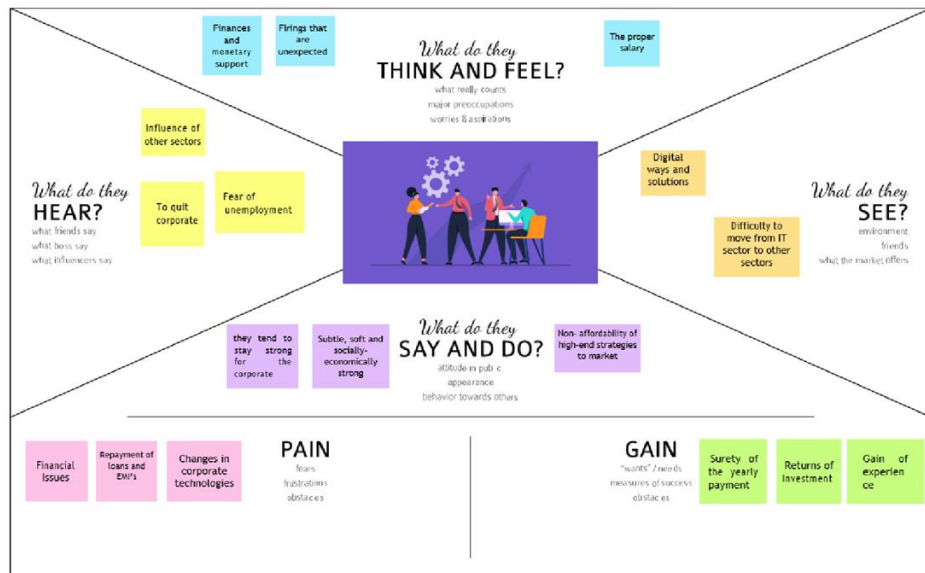 Finances
and
monetary
support
Firings that
are
unexpected
What do they
THINK AND FEEL?
what really counts
major preoccupations
worries & aspirations
The proper
salary
Influence of
other sectors
To quit
corporate
Fear of
unemployment
What do they
HEAR?
what friends say
what boss say
what influencers say
Digital
ways and
solutions
Difficulty to
move from IT
sector to other
sectors
What do they
SEE?
environment
friends
what the market offers
they tend to
stay strong
for the
corporate
Subtle, soft and
socially-
economically
strong
What do they
SAY AND DO?
attitude in public
appearance
behavior towards others
Non- affordability of
high-end strategies
to market
Financial
Issues
Repayment of
loans and
EMI's
Changes in
corporate
technologies
PAIN
fears
frustrations
obstacles
GAIN
"wants" / needs
measures of success
obstacles
Surety of
the yearly
payment
Returns of
Investment
Gain of
experien
ce